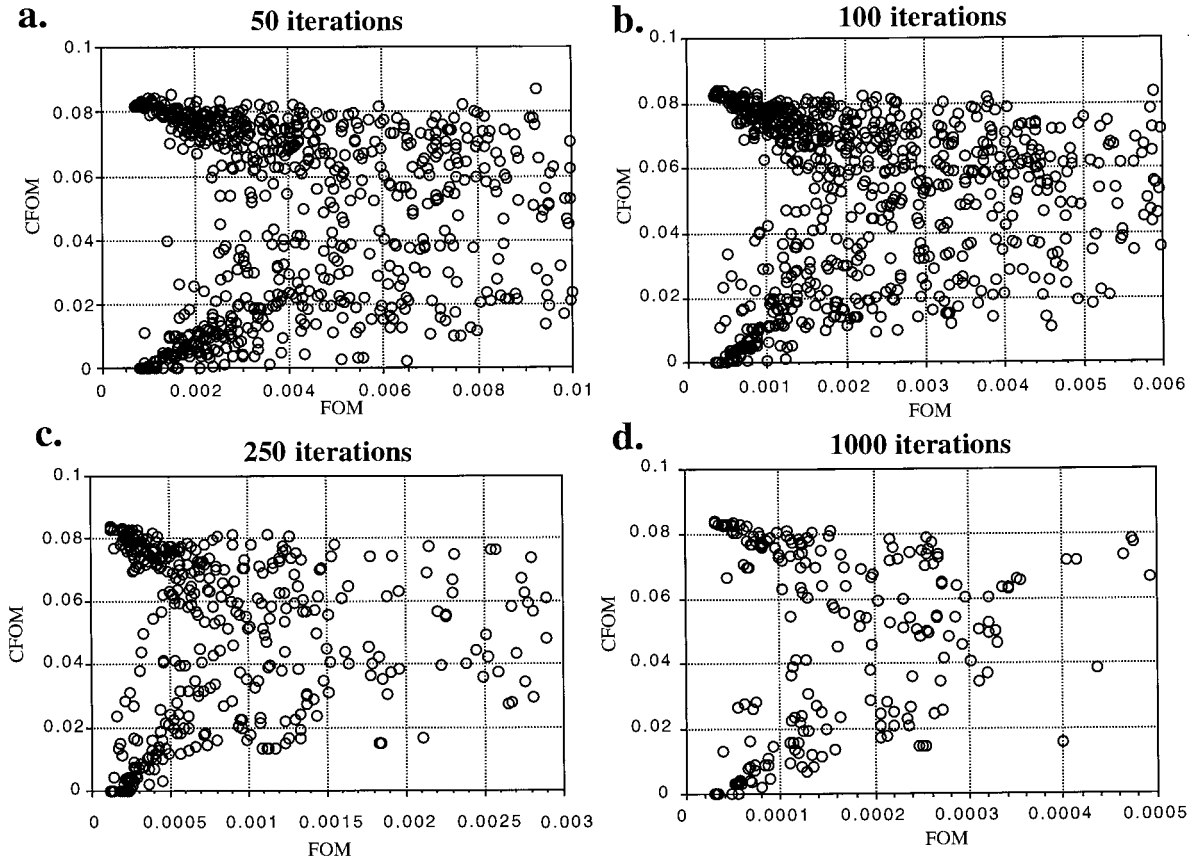 a.
50 iterations
0.1
0.08
0.06
0.04
0.02
0
CFOM
0 0.002 0.004 0.006 0.008 0.01
FOM
b.
100 iterations
0.1
0.08
0.06
0.04
0.02
0
CFOM
0 0.001 0.002 0.003 0.004 0.005 0.006
FOM
c.
250 iterations
0.1
0.08
0.06
0.04
0.02
0
CFOM
0 0.0005 0.001 0.0015 0.002 0.0025 0.003
FOM
d.
1000 iterations
0.1
0.08
0.06
0.04
0.02
0
CFOM
0 0.0001 0.0002 0.0003 0.0004 0.0005
FOM